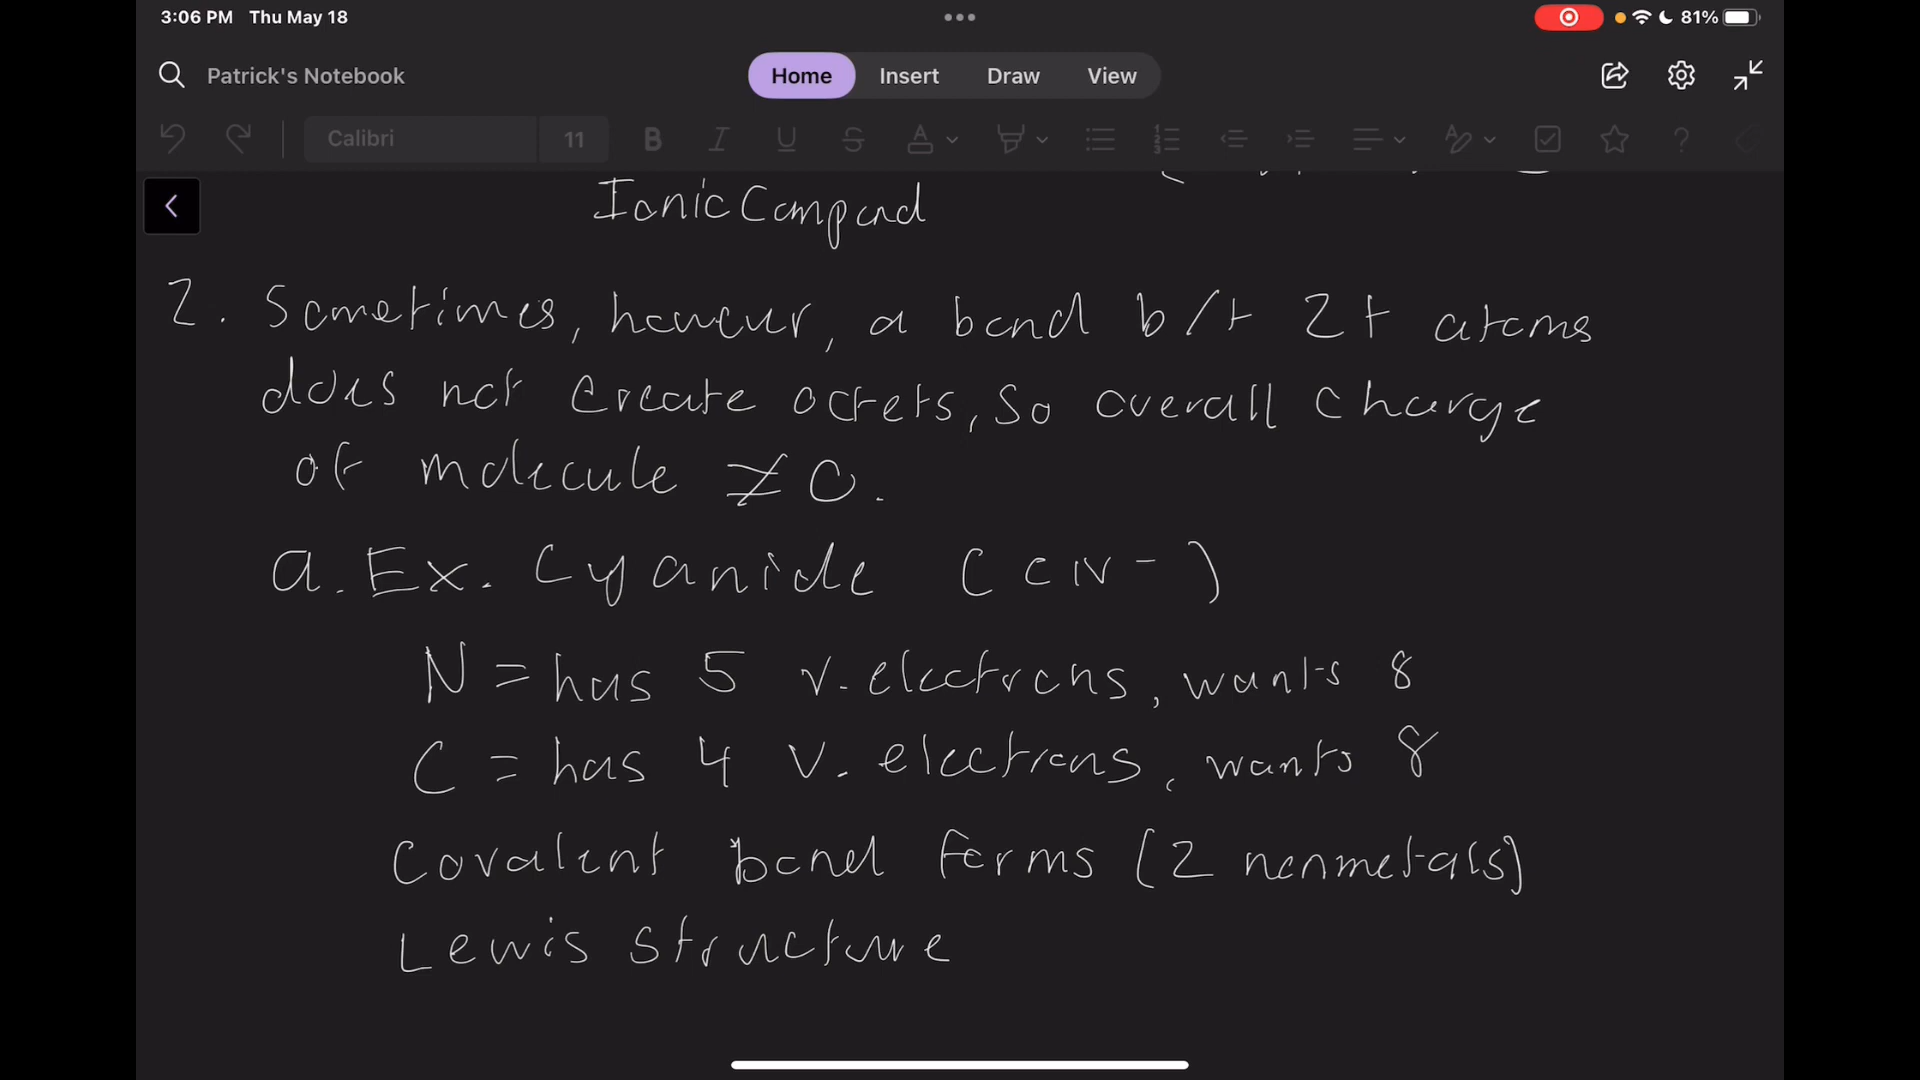 3:06 PM Thu May 18
81%
Patrick's Notebook
Home Insert Draw View
Calibri 11
Ionic Compound
2. Sometimes, however, a bond b/t 2+ atoms
does not create octets, so overall charge
of molecule ≠ 0.
a. Ex. Cyanide (CN-)
N = has 5 v. electrons, wants 8
C = has 4 v. electrons, wants 8
Covalent bond forms (2 nonmetals)
Lewis structure